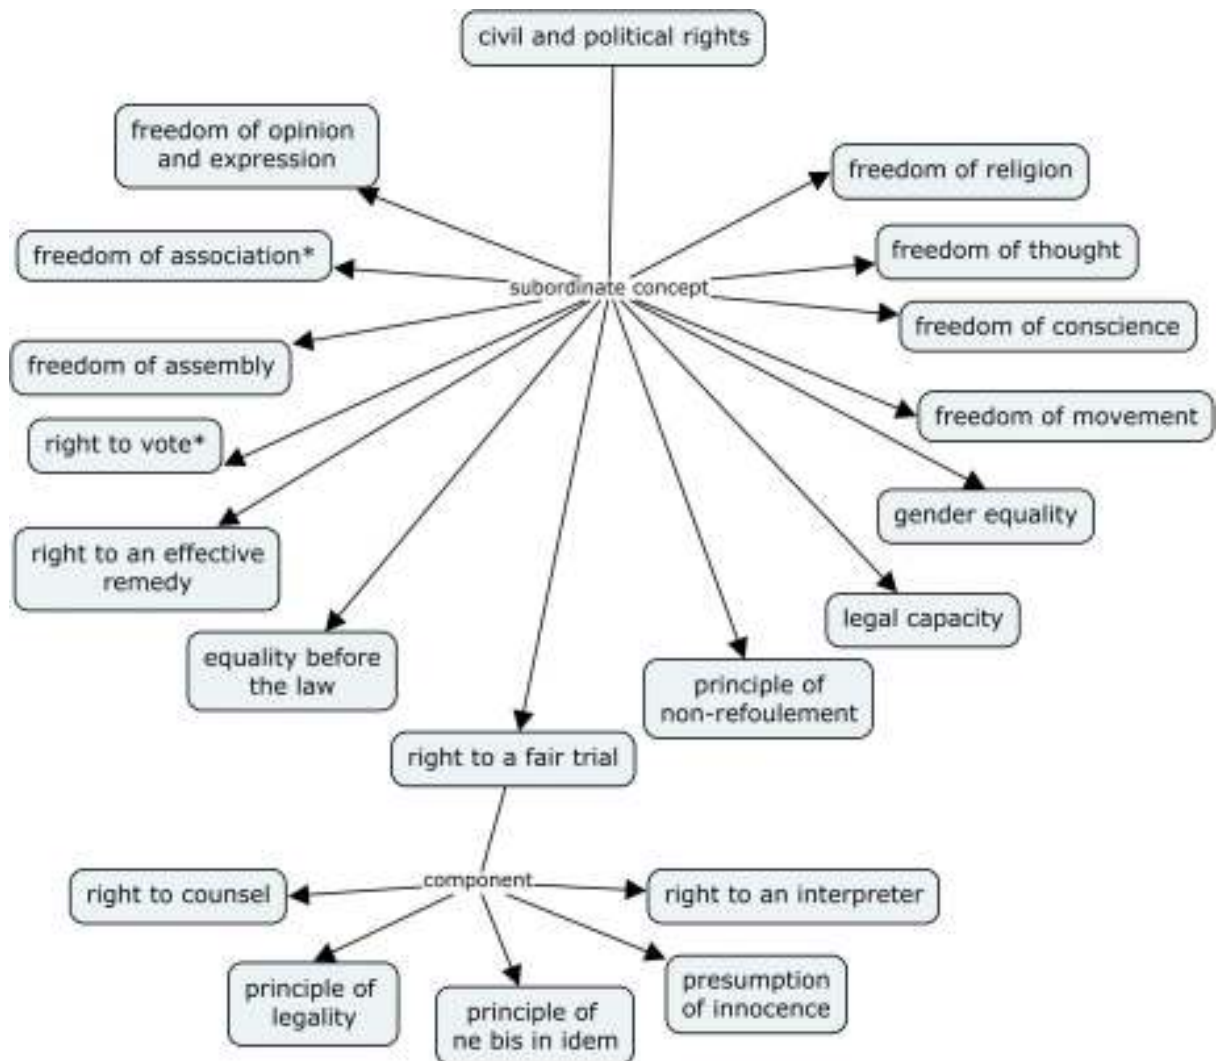 civil and political rights
freedom of opinion
and expression
freedom of religion
freedom of association*
freedom of thought
subordinate concept
freedom of conscience
freedom of assembly
freedom of movement
right to vote*
gender equality
right to an effective
remedy
legal capacity
equality before
the law
principle of
non-refoulement
right to a fair trial
component
right to counsel
right to an interpreter
principle of
legality
principle of
ne bis in idem
presumption
of innocence